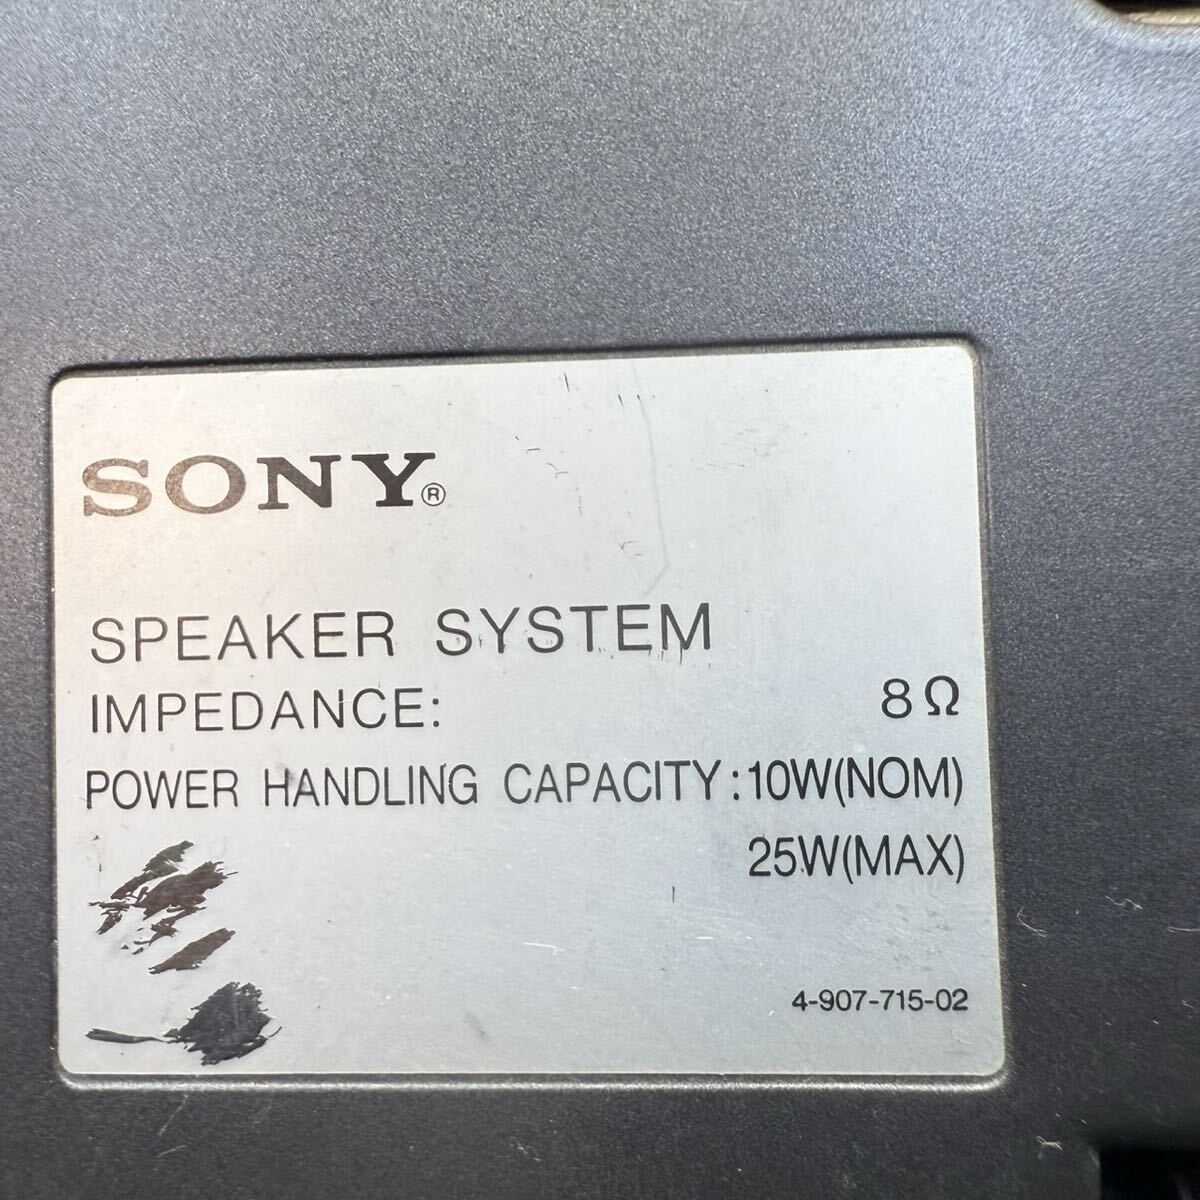 SONY®
SPEAKER SYSTEM
IMPEDANCE: 8Ω
POWER HANDLING CAPACITY:10W(NOM)
25W(MAX)
4-907-715-02